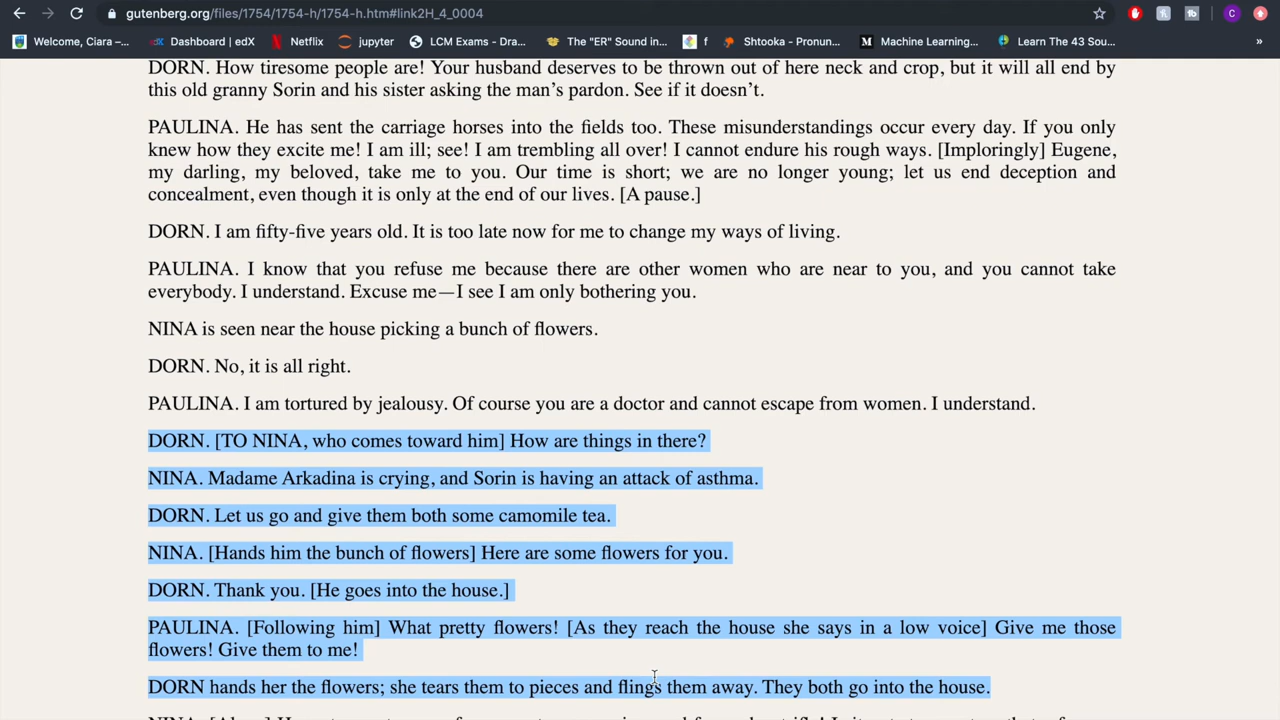 gutenberg.org/files/1754/1754-h/1754-h.htm#link2H_4_0004
C
Welcome, Ciara –... Dashboard | edX Netflix jupyter LCM Exams - Dra... The "ER" Sound in... f Shtooka - Pronun... Machine Learning... Learn The 43 Sou... »
DORN. How tiresome people are! Your husband deserves to be thrown out of here neck and crop, but it will all end by
this old granny Sorin and his sister asking the man’s pardon. See if it doesn’t.
PAULINA. He has sent the carriage horses into the fields too. These misunderstandings occur every day. If you only
knew how they excite me! I am ill; see! I am trembling all over! I cannot endure his rough ways. [Imploringly] Eugene,
my darling, my beloved, take me to you. Our time is short; we are no longer young; let us end deception and
concealment, even though it is only at the end of our lives. [A pause.]
DORN. I am fifty-five years old. It is too late now for me to change my ways of living.
PAULINA. I know that you refuse me because there are other women who are near to you, and you cannot take
everybody. I understand. Excuse me—I see I am only bothering you.
NINA is seen near the house picking a bunch of flowers.
DORN. No, it is all right.
PAULINA. I am tortured by jealousy. Of course you are a doctor and cannot escape from women. I understand.
DORN. [TO NINA, who comes toward him] How are things in there?
NINA. Madame Arkadina is crying, and Sorin is having an attack of asthma.
DORN. Let us go and give them both some camomile tea.
NINA. [Hands him the bunch of flowers] Here are some flowers for you.
DORN. Thank you. [He goes into the house.]
PAULINA. [Following him] What pretty flowers! [As they reach the house she says in a low voice] Give me those
flowers! Give them to me!
DORN hands her the flowers; she tears them to pieces and flings them away. They both go into the house.